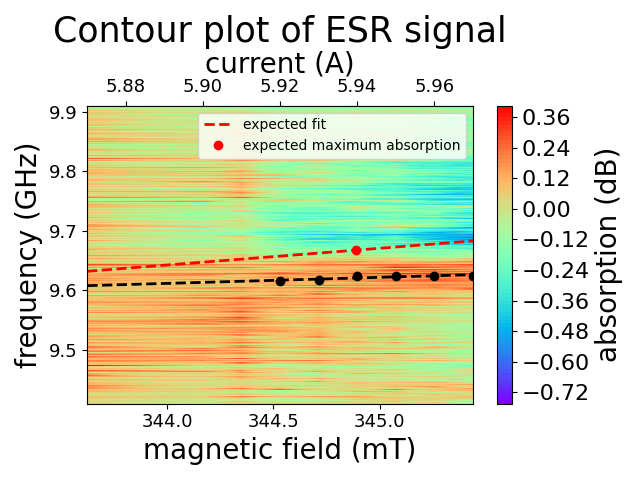 Contour plot of ESR signal
current (A)
5.88 5.90 5.92 5.94 5.96
9.9
9.8
9.7
9.6
9.5
frequency (GHz)
expected fit
expected maximum absorption
344.0 344.5 345.0
magnetic field (mT)
0.36
0.24
0.12
0.00
−0.12
−0.24
−0.36
−0.48
−0.60
−0.72
absorption (dB)